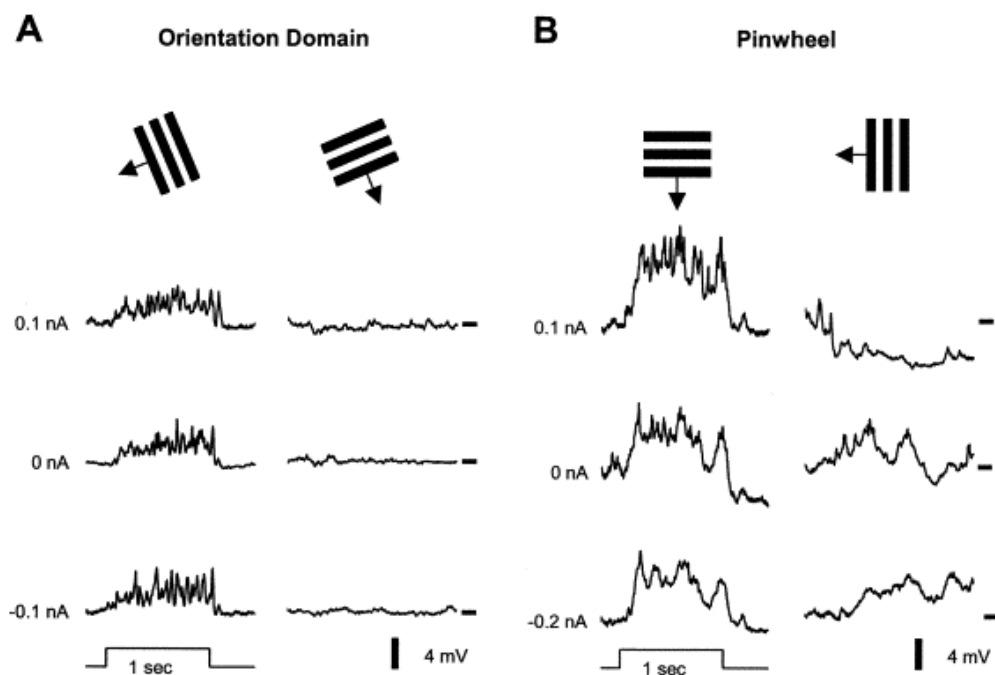 A
Orientation Domain
0.1 nA
0 nA
-0.1 nA
1 sec
4 mV
B
Pinwheel
0.1 nA
0 nA
-0.2 nA
1 sec
4 mV